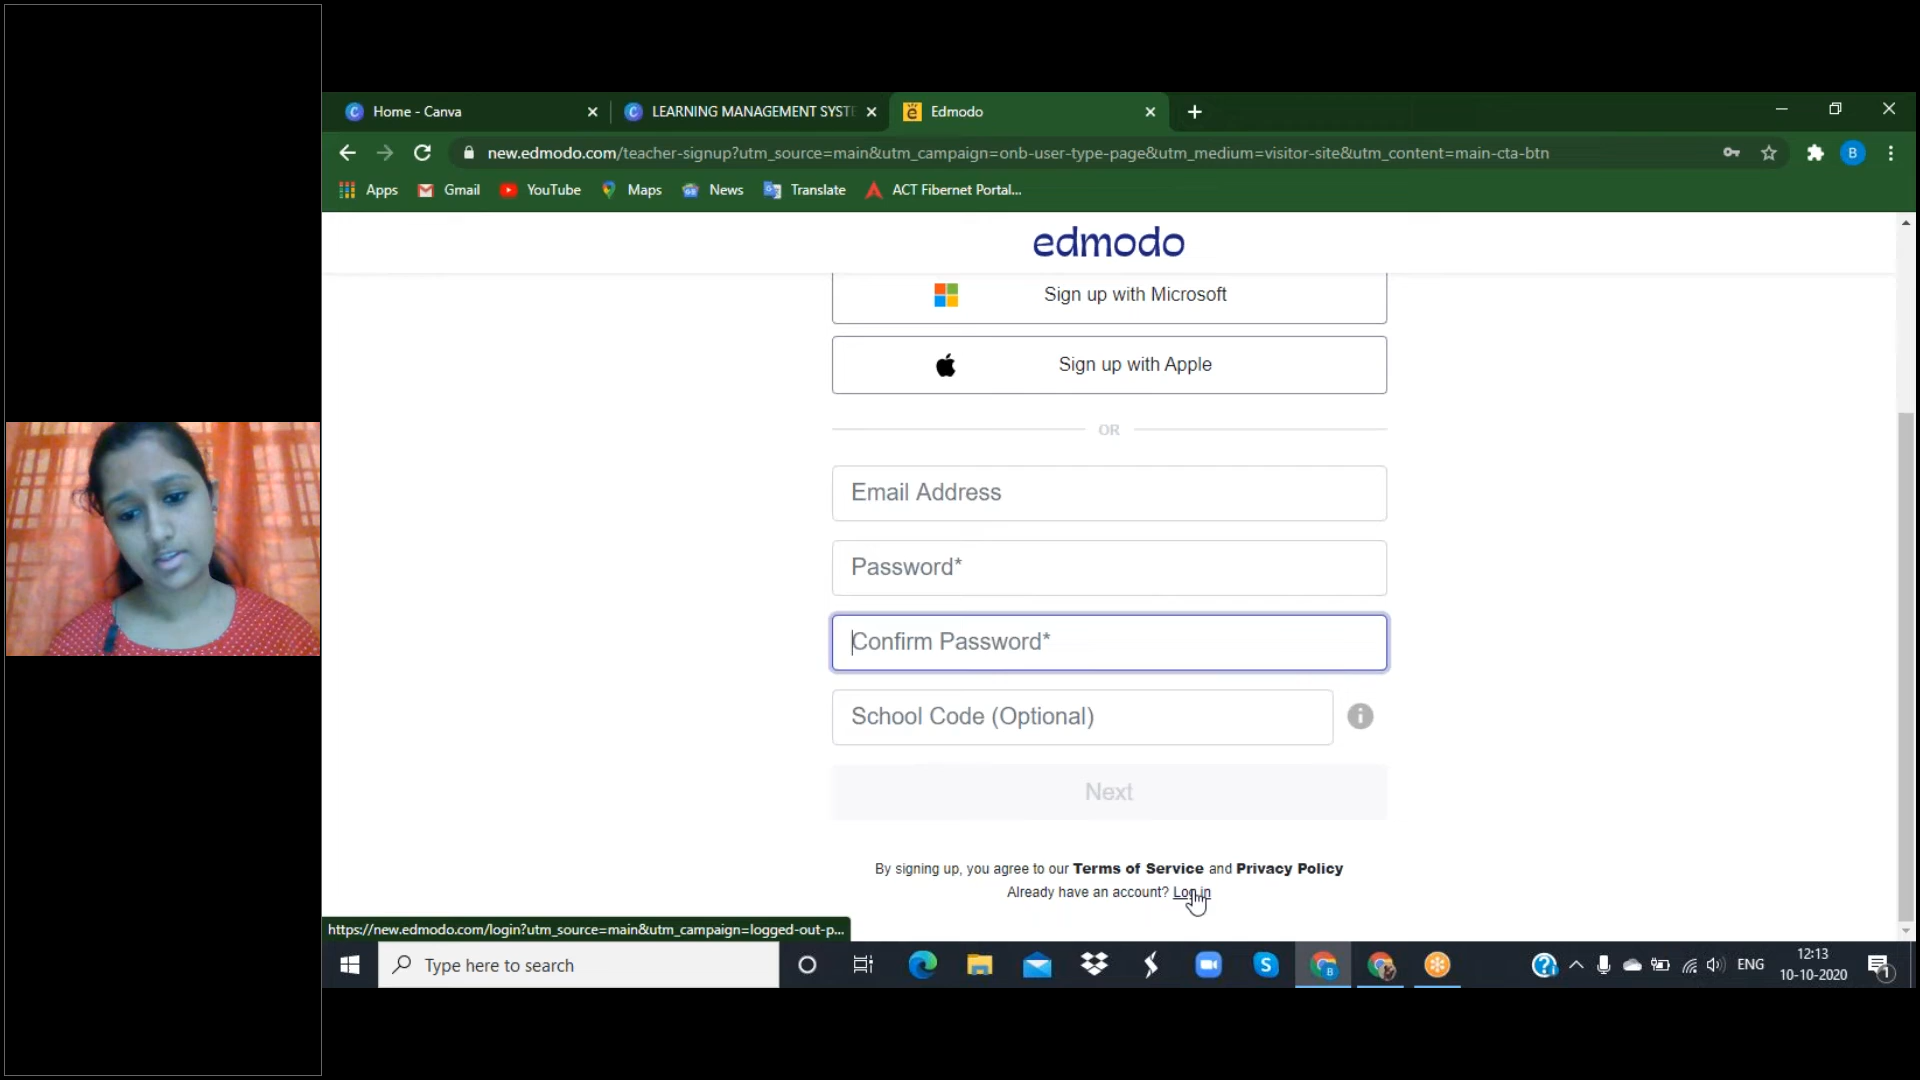 Home - Canva
LEARNING MANAGEMENT SYSTE
Edmodo
new.edmodo.com/teacher-signup?utm_source=main&utm_campaign=onb-user-type-page&utm_medium=visitor-site&utm_content=main-cta-btn
B
Apps
Gmail
YouTube
Maps
News
Translate
ACT Fibernet Portal...
edmodo
Sign up with Microsoft
Sign up with Apple
OR
Email Address
Password*
Confirm Password*
School Code (Optional)
Next
By signing up, you agree to our Terms of Service and Privacy Policy
Already have an account? Log in
https://new.edmodo.com/login?utm_source=main&utm_campaign=logged-out-p...
Type here to search
ENG
12:13
10-10-2020
1